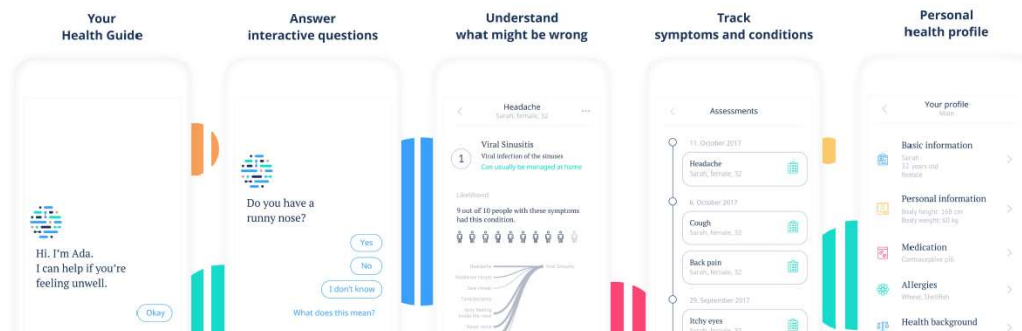 Your
Health Guide
Hi. I'm Ada.
I can help if you're
feeling unwell.
Okay
Answer
interactive questions
Do you have a
runny nose?
Yes
No
I don't know
What does this mean?
Understand
what might be wrong
Headache
Sarah, female, 32
1
Viral Sinusitis
Viral infection of the sinuses
Can usually be managed at home
Likelihood
9 out of 10 people with these symptoms
had this condition.
Headache
Viral Sinusitis
Track
symptoms and conditions
Assessments
11. October 2017
Headache
Sarah, female, 32
6. October 2017
Cough
Sarah, female, 32
Back pain
Sarah, female, 32
29. September 2017
Itchy eyes
Sarah, female, 32
Personal
health profile
Your profile
Main
Basic information
Sarah
32 years old
female
Personal information
Body height: 168 cm
Body weight: 60 kg
Medication
Contraceptive pill
Allergies
Wheat, Shellfish
Health background